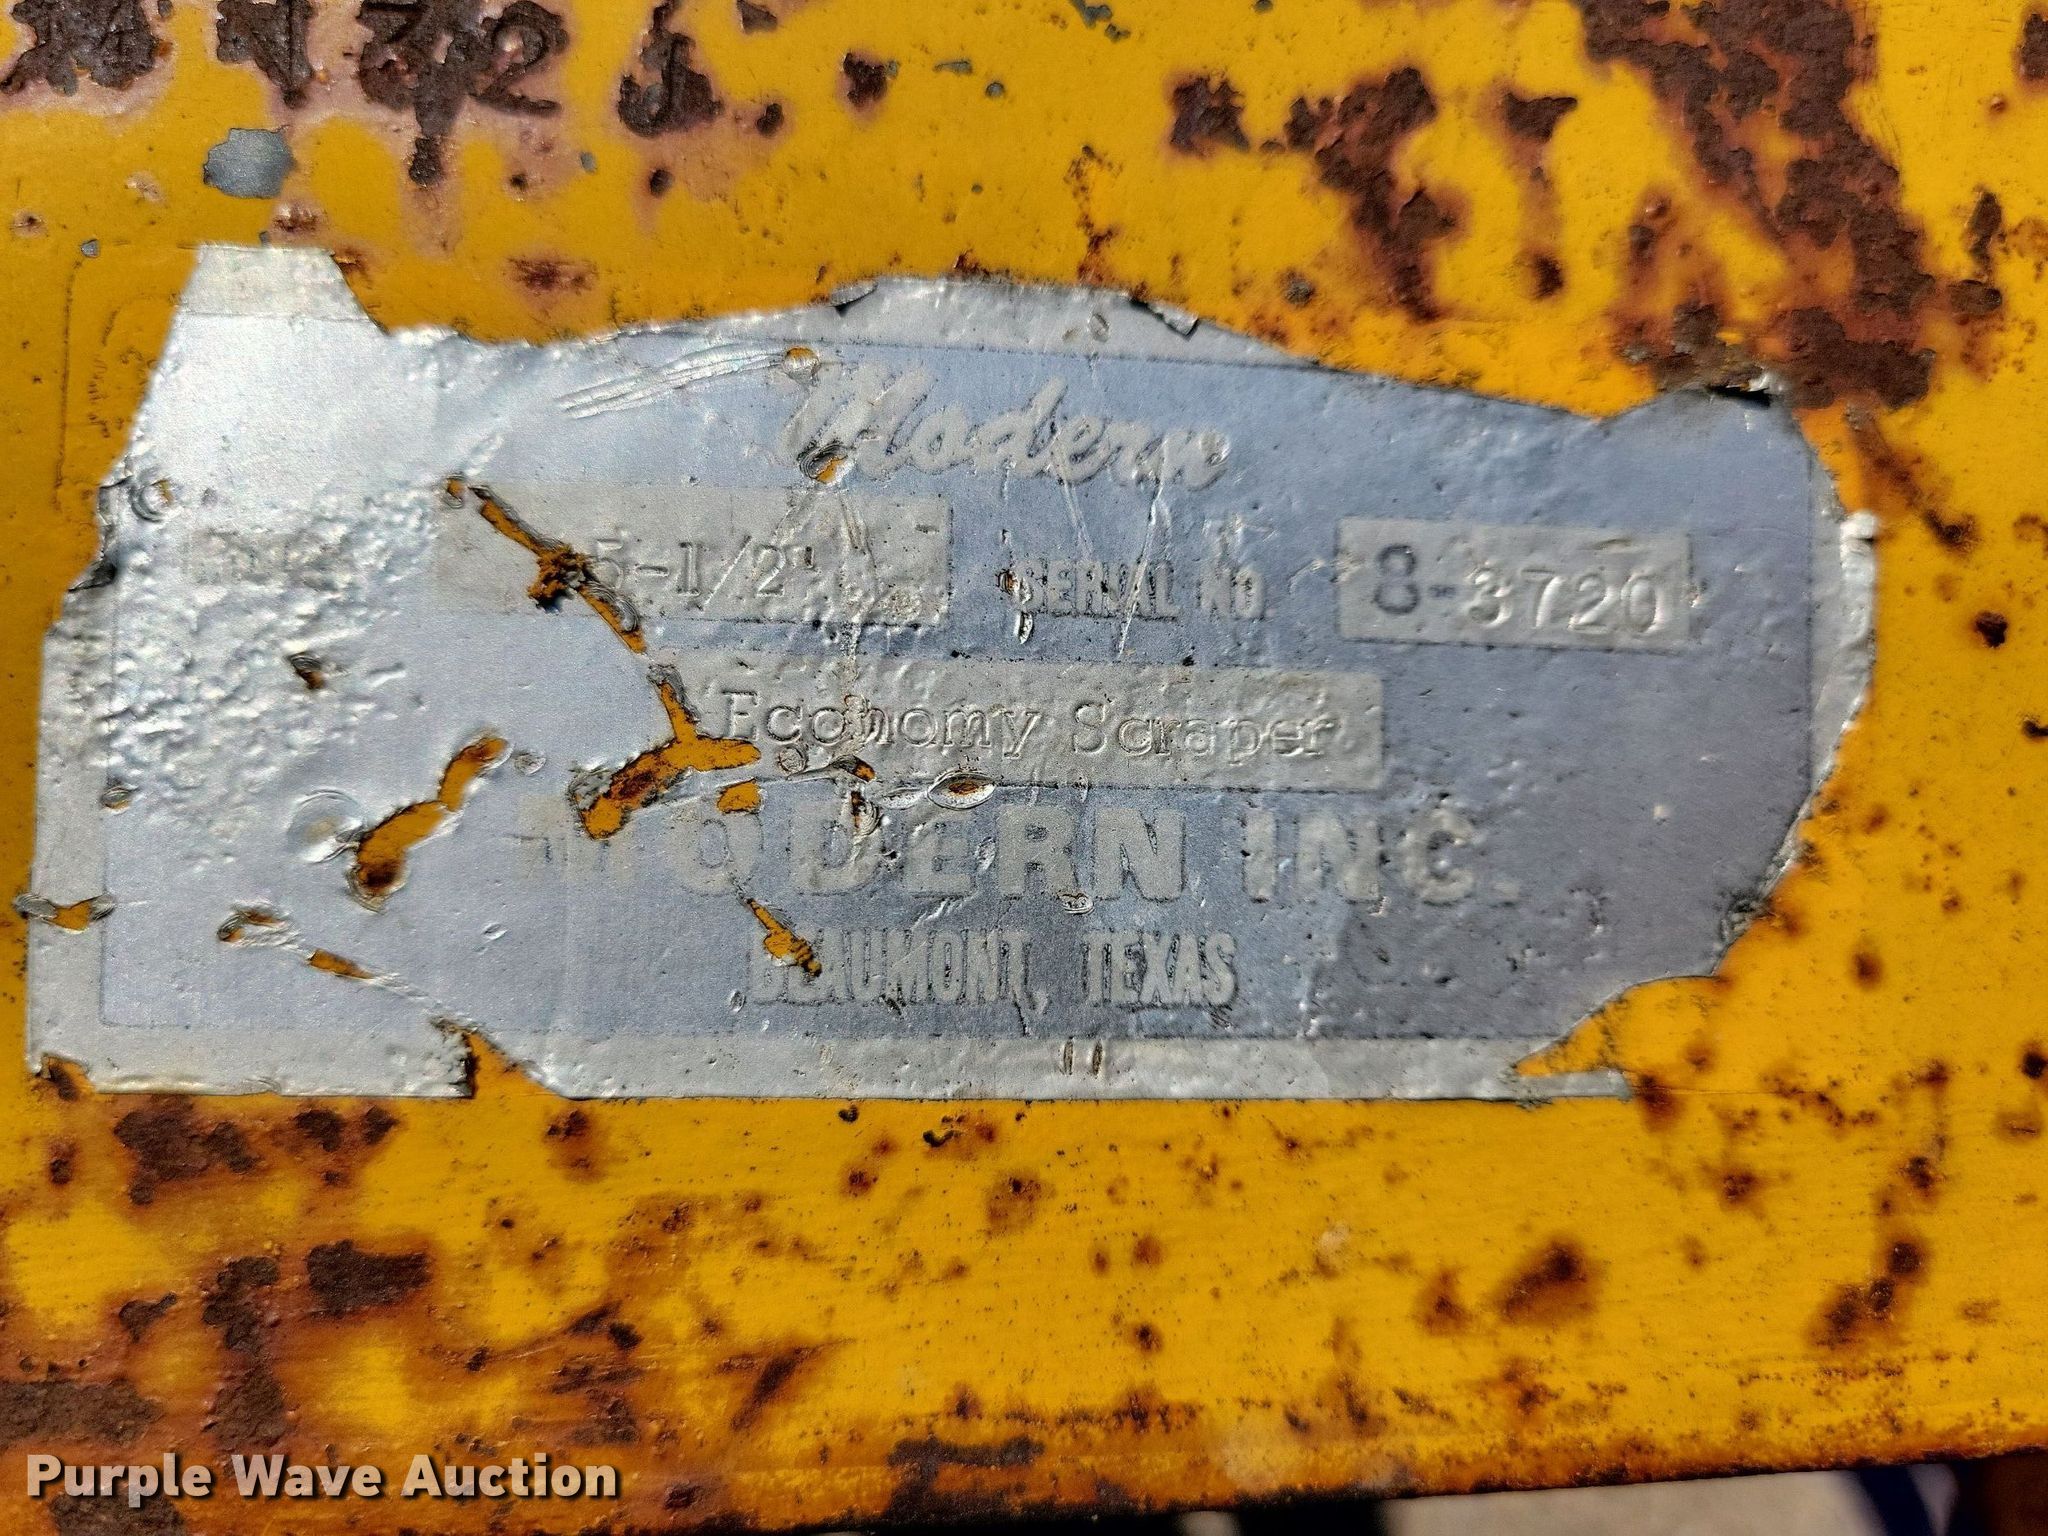 Modern
5-1/2" SERIAL NO. 8-3720
Economy Scraper
MODERN INC.
BEAUMONT, TEXAS
Purple Wave Auction